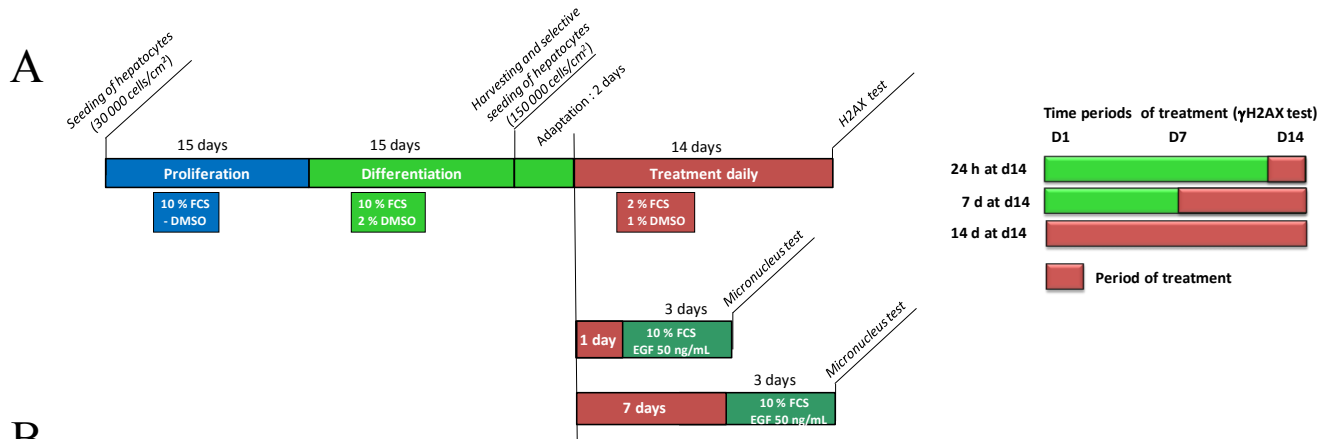 A
Seeding of hepatocytes
(30 000 cells/cm²)
Harvesting and selective
seeding of hepatocytes
(150 000 cells/cm²)
Adaptation : 2 days
H2AX test
15 days
15 days
14 days
Proliferation
Differentiation
Treatment daily
10 % FCS
- DMSO
10 % FCS
2 % DMSO
2 % FCS
1 % DMSO
Micronucleus test
3 days
1 day
10 % FCS
EGF 50 ng/mL
Micronucleus test
3 days
7 days
10 % FCS
EGF 50 ng/mL
Time periods of treatment (γH2AX test)
D1 D7 D14
24 h at d14
7 d at d14
14 d at d14
Period of treatment
B